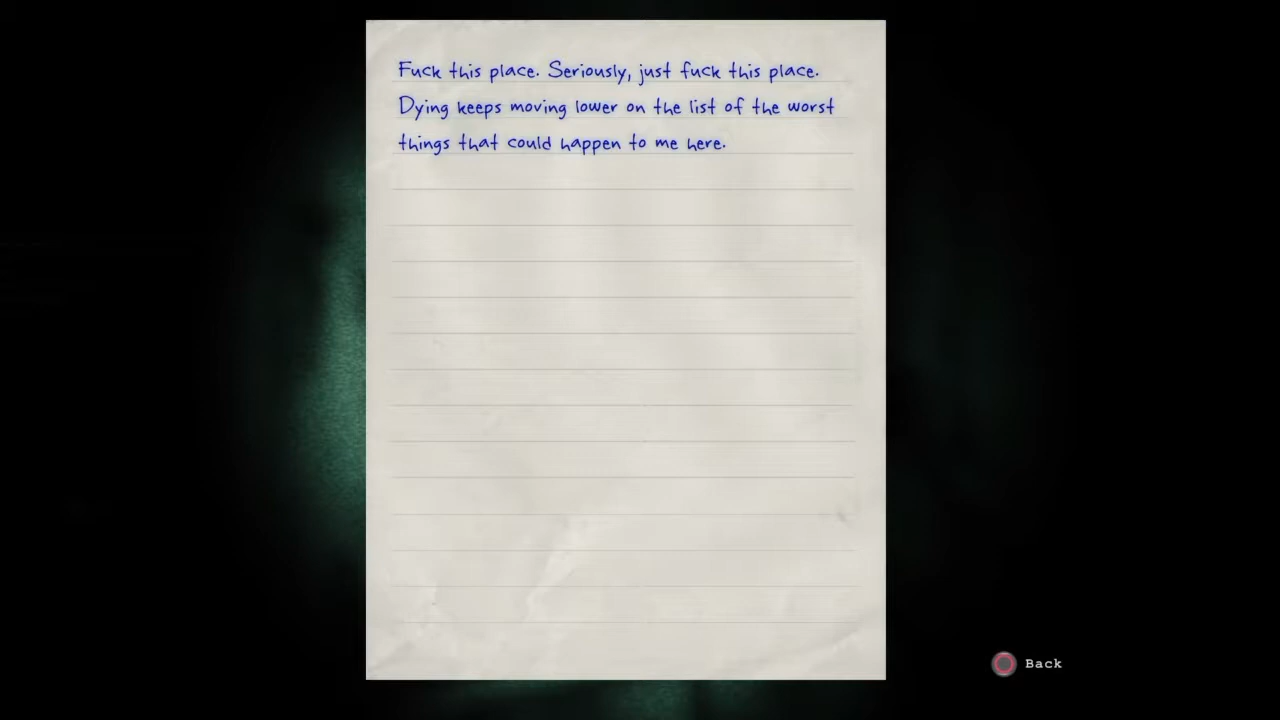 Fuck this place. Seriously, just fuck this place.
Dying keeps moving lower on the list of the worst
things that could happen to me here.
Back